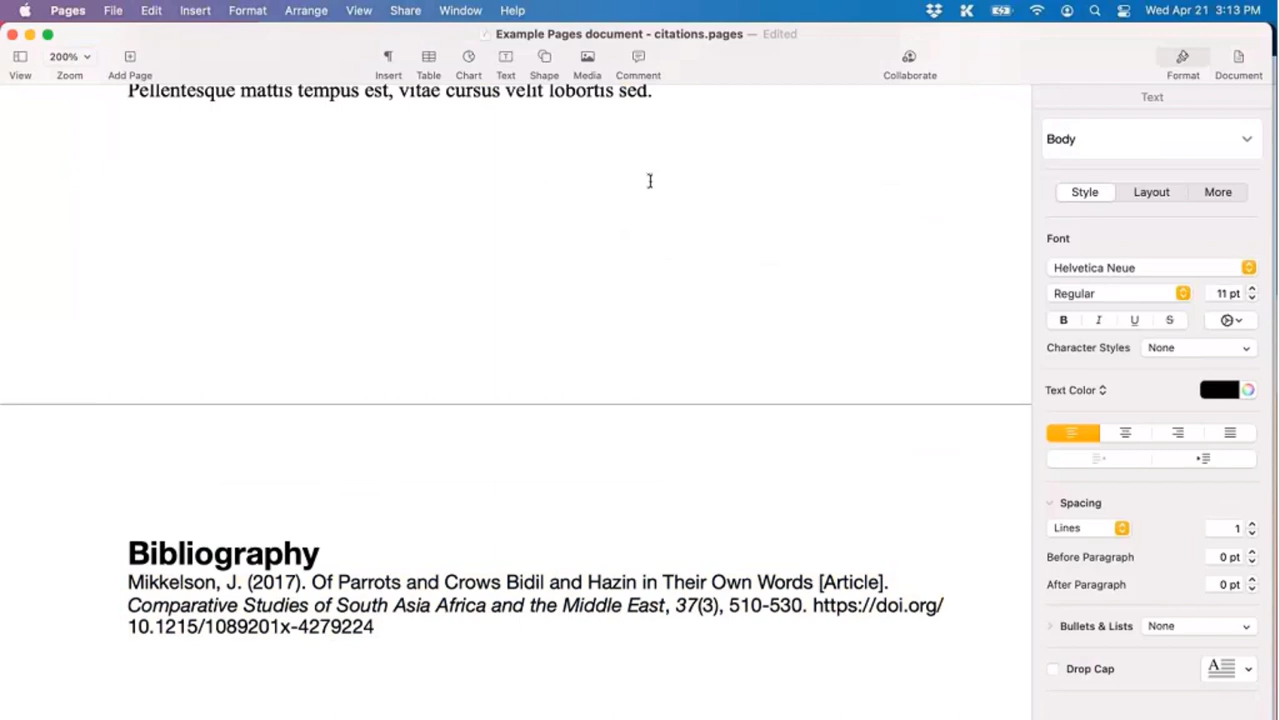 Pages File Edit Insert Format Arrange View Share Window Help Wed Apr 21 3:13 PM
Example Pages document - citations.pages — Edited
200%
View Zoom Add Page Insert Table Chart Text Shape Media Comment Collaborate Format Document
Pellentesque mattis tempus est, vitae cursus velit lobortis sed.
Bibliography
Mikkelson, J. (2017). Of Parrots and Crows Bidil and Hazin in Their Own Words [Article].
Comparative Studies of South Asia Africa and the Middle East, 37(3), 510-530. https://doi.org/
10.1215/1089201x-4279224
Text
Body
Style Layout More
Font
Helvetica Neue
Regular 11 pt
B I U S
Character Styles None
Text Color
Spacing
Lines 1
Before Paragraph 0 pt
After Paragraph 0 pt
Bullets & Lists None
Drop Cap A